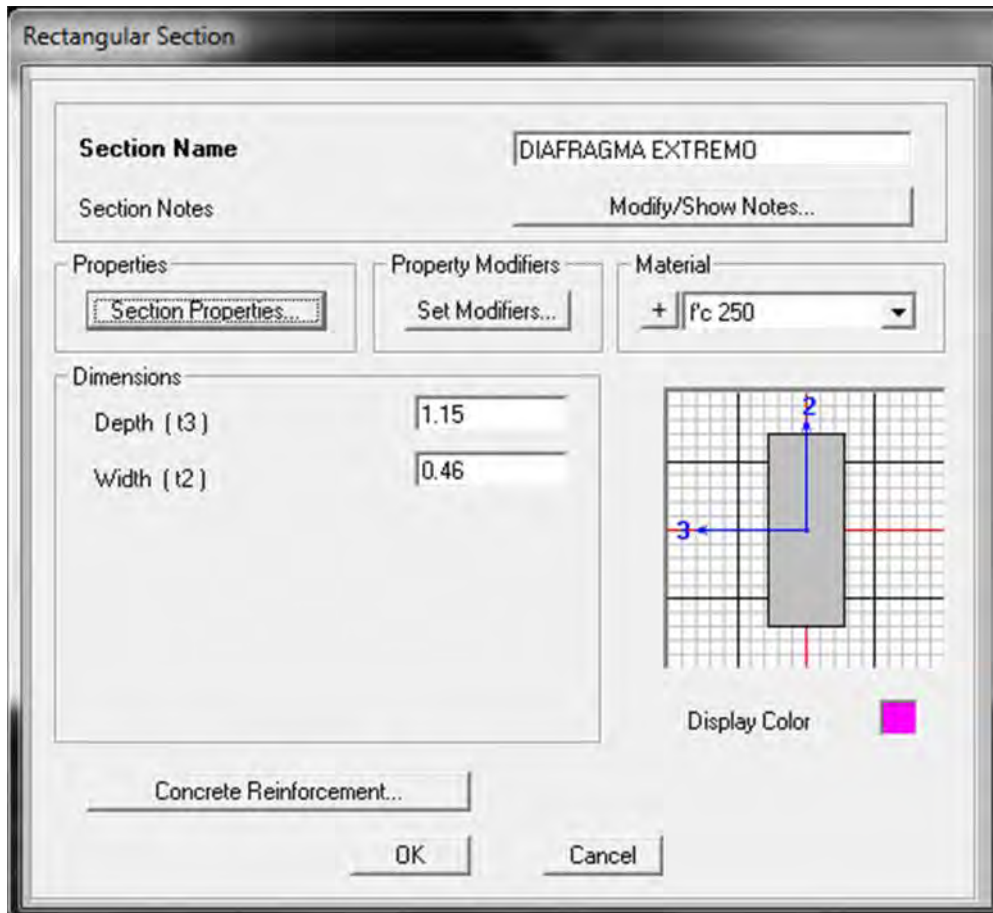 Rectangular Section
Section Name DIAFRAGMA EXTREMO
Section Notes Modify/Show Notes...
Properties Property Modifiers Material
Section Properties... Set Modifiers... + f'c 250
Dimensions
Depth ( t3 ) 1.15
Width ( t2 ) 0.46
2
3
Display Color
Concrete Reinforcement...
OK Cancel